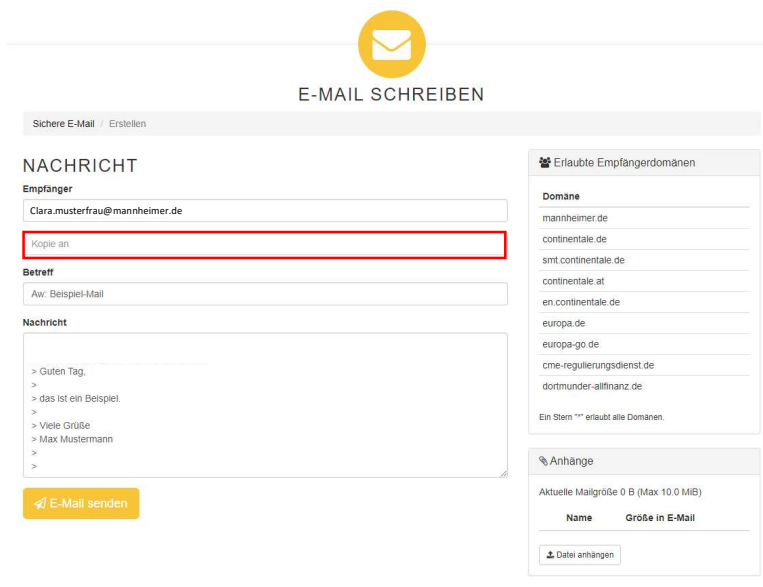 E-MAIL SCHREIBEN
Sichere E-Mail / Erstellen
NACHRICHT
Empfänger
Clara.musterfrau@mannheimer.de
Kopie an
Betreff
Aw: Beispiel-Mail
Nachricht
> Guten Tag,
>
> das ist ein Beispiel.
>
> Viele Grüße
> Max Mustermann
>
>
E-Mail senden
Erlaubte Empfängerdomänen
Domäne
mannheimer.de
continentale.de
smt.continentale.de
continentale.at
en.continentale.de
europa.de
europa-go.de
cme-regulierungsdienst.de
dortmunder-allfinanz.de
Ein Stern "*" erlaubt alle Domänen.
Anhänge
Aktuelle Mailgröße 0 B (Max 10.0 MiB)
Name Größe in E-Mail
Datei anhängen